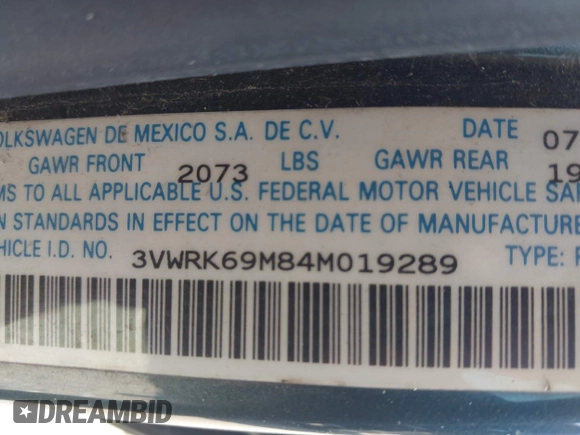 OLKSWAGEN DE MEXICO S.A. DE C.V. DATE 07
GAWR FRONT 2073 LBS GAWR REAR 19
MS TO ALL APPLICABLE U.S. FEDERAL MOTOR VEHICLE SA
N STANDARDS IN EFFECT ON THE DATE OF MANUFACTURE
HICLE I.D. NO. 3VWRK69M84M019289 TYPE: P
DREAMBID